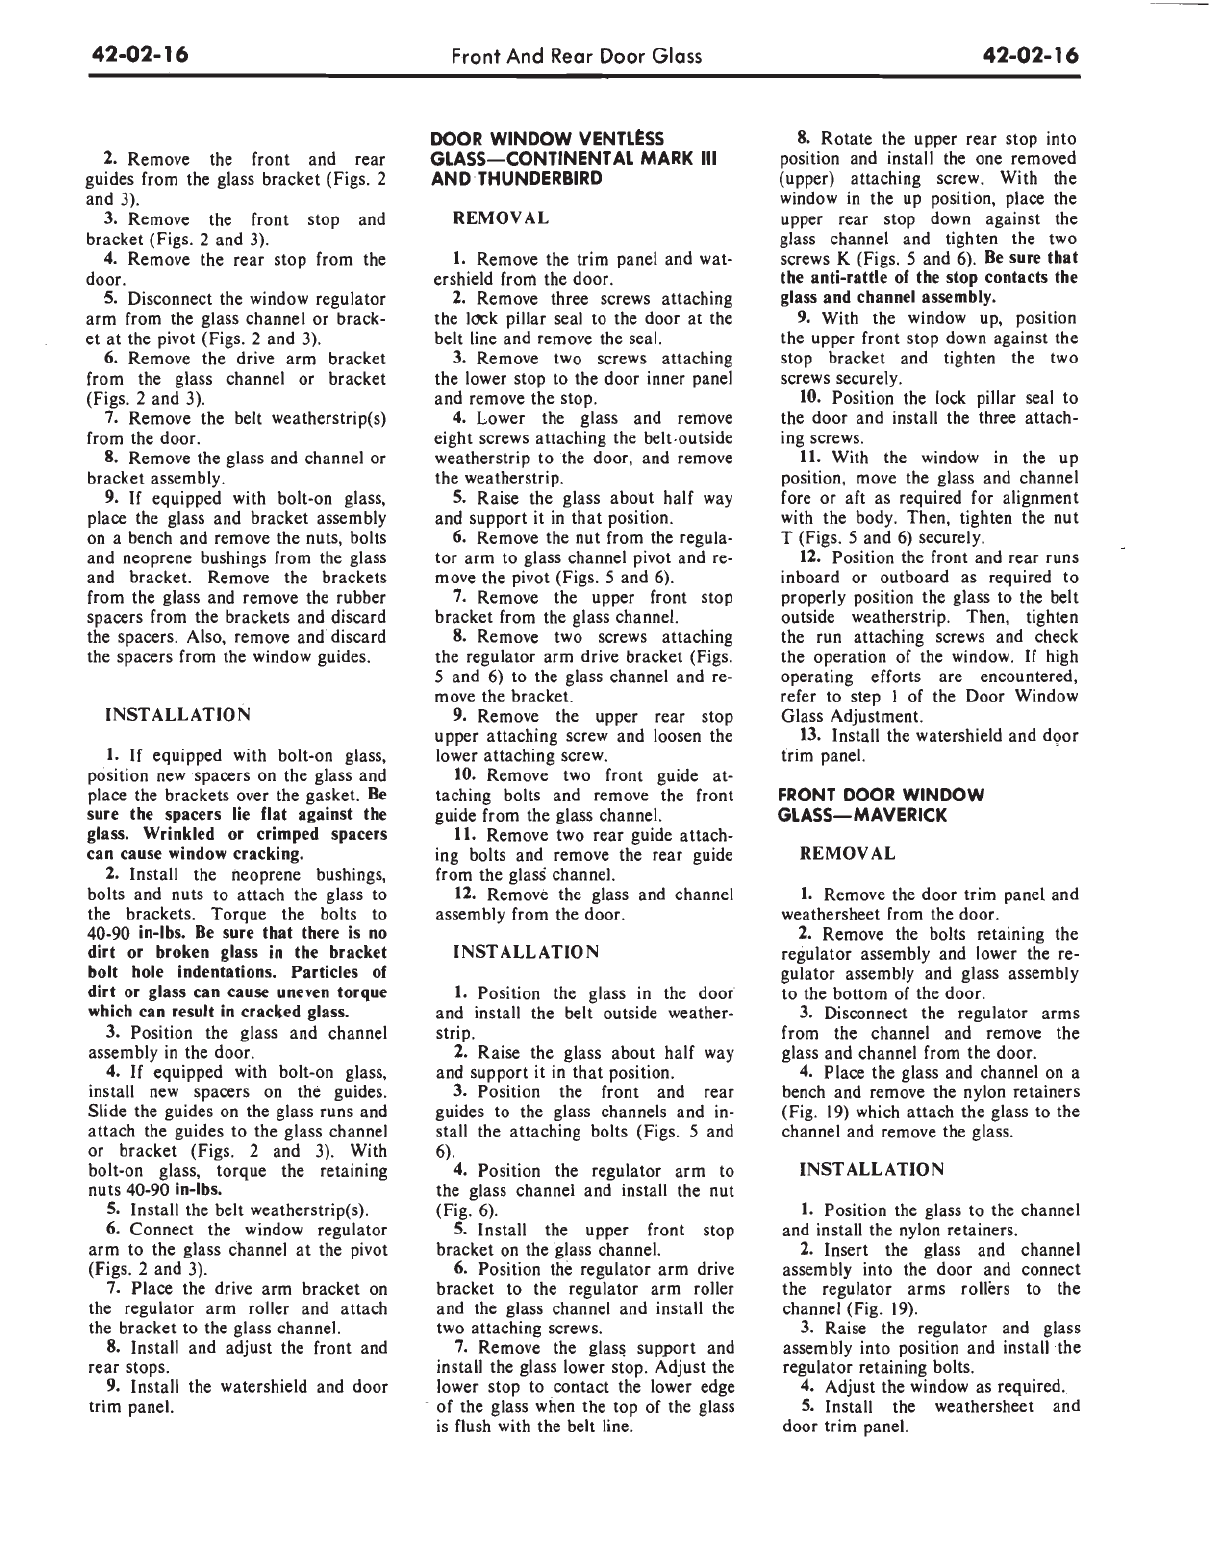 42-02-16 Front And Rear Door Glass 42-02-16
2. Remove the front and rear
guides from the glass bracket (Figs. 2
and 3).
3. Remove the front stop and
bracket (Figs. 2 and 3).
4. Remove the rear stop from the
door.
5. Disconnect the window regulator
arm from the glass channel or brack-
et at the pivot (Figs. 2 and 3).
6. Remove the drive arm bracket
from the glass channel or bracket
(Figs. 2 and 3).
7. Remove the belt weatherstrip(s)
from the door.
8. Remove the glass and channel or
bracket assembly.
9. If equipped with bolt-on glass,
place the glass and bracket assembly
on a bench and remove the nuts, bolts
and neoprene bushings from the glass
and bracket. Remove the brackets
from the glass and remove the rubber
spacers from the brackets and discard
the spacers. Also, remove and discard
the spacers from the window guides.
INSTALLATION
1. If equipped with bolt-on glass,
position new spacers on the glass and
place the brackets over the gasket. Be
sure the spacers lie flat against the
glass. Wrinkled or crimped spacers
can cause window cracking.
2. Install the neoprene bushings,
bolts and nuts to attach the glass to
the brackets. Torque the bolts to
40-90 in-lbs. Be sure that there is no
dirt or broken glass in the bracket
bolt hole indentations. Particles of
dirt or glass can cause uneven torque
which can result in cracked glass.
3. Position the glass and channel
assembly in the door.
4. If equipped with bolt-on glass,
install new spacers on the guides.
Slide the guides on the glass runs and
attach the guides to the glass channel
or bracket (Figs. 2 and 3). With
bolt-on glass, torque the retaining
nuts 40-90 in-lbs.
5. Install the belt weatherstrip(s).
6. Connect the window regulator
arm to the glass channel at the pivot
(Figs. 2 and 3).
7. Place the drive arm bracket on
the regulator arm roller and attach
the bracket to the glass channel.
8. Install and adjust the front and
rear stops.
9. Install the watershield and door
trim panel.
DOOR WINDOW VENTLESS
GLASS—CONTINENTAL MARK III
AND THUNDERBIRD
REMOVAL
1. Remove the trim panel and wat-
ershield from the door.
2. Remove three screws attaching
the lock pillar seal to the door at the
belt line and remove the seal.
3. Remove two screws attaching
the lower stop to the door inner panel
and remove the stop.
4. Lower the glass and remove
eight screws attaching the belt-outside
weatherstrip to the door, and remove
the weatherstrip.
5. Raise the glass about half way
and support it in that position.
6. Remove the nut from the regula-
tor arm to glass channel pivot and re-
move the pivot (Figs. 5 and 6).
7. Remove the upper front stop
bracket from the glass channel.
8. Remove two screws attaching
the regulator arm drive bracket (Figs.
5 and 6) to the glass channel and re-
move the bracket.
9. Remove the upper rear stop
upper attaching screw and loosen the
lower attaching screw.
10. Remove two front guide at-
taching bolts and remove the front
guide from the glass channel.
11. Remove two rear guide attach-
ing bolts and remove the rear guide
from the glass channel.
12. Remove the glass and channel
assembly from the door.
INSTALLATION
1. Position the glass in the door
and install the belt outside weather-
strip.
2. Raise the glass about half way
and support it in that position.
3. Position the front and rear
guides to the glass channels and in-
stall the attaching bolts (Figs. 5 and
6).
4. Position the regulator arm to
the glass channel and install the nut
(Fig. 6).
5. Install the upper front stop
bracket on the glass channel.
6. Position the regulator arm drive
bracket to the regulator arm roller
and the glass channel and install the
two attaching screws.
7. Remove the glass support and
install the glass lower stop. Adjust the
lower stop to contact the lower edge
of the glass when the top of the glass
is flush with the belt line.
8. Rotate the upper rear stop into
position and install the one removed
(upper) attaching screw. With the
window in the up position, place the
upper rear stop down against the
glass channel and tighten the two
screws K (Figs. 5 and 6). Be sure that
the anti-rattle of the stop contacts the
glass and channel assembly.
9. With the window up, position
the upper front stop down against the
stop bracket and tighten the two
screws securely.
10. Position the lock pillar seal to
the door and install the three attach-
ing screws.
11. With the window in the up
position, move the glass and channel
fore or aft as required for alignment
with the body. Then, tighten the nut
T (Figs. 5 and 6) securely.
12. Position the front and rear runs
inboard or outboard as required to
properly position the glass to the belt
outside weatherstrip. Then, tighten
the run attaching screws and check
the operation of the window. If high
operating efforts are encountered,
refer to step 1 of the Door Window
Glass Adjustment.
13. Install the watershield and door
trim panel.
FRONT DOOR WINDOW
GLASS—MAVERICK
REMOVAL
1. Remove the door trim panel and
weathersheet from the door.
2. Remove the bolts retaining the
regulator assembly and lower the re-
gulator assembly and glass assembly
to the bottom of the door.
3. Disconnect the regulator arms
from the channel and remove the
glass and channel from the door.
4. Place the glass and channel on a
bench and remove the nylon retainers
(Fig. 19) which attach the glass to the
channel and remove the glass.
INSTALLATION
1. Position the glass to the channel
and install the nylon retainers.
2. Insert the glass and channel
assembly into the door and connect
the regulator arms rollers to the
channel (Fig. 19).
3. Raise the regulator and glass
assembly into position and install the
regulator retaining bolts.
4. Adjust the window as required.
5. Install the weathersheet and
door trim panel.